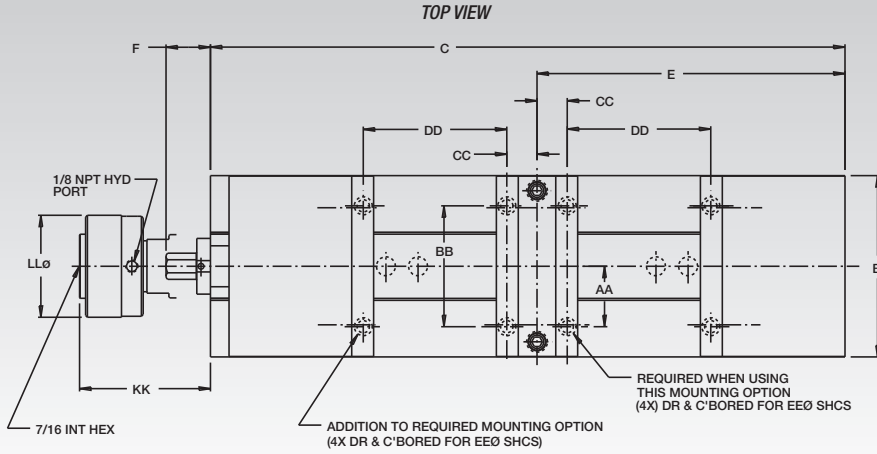 TOP VIEW
F
C
E
CC
DD
DD
CC
1/8 NPT HYD
PORT
LLØ
BB
AA
B
KK
REQUIRED WHEN USING
THIS MOUNTING OPTION
(4X) DR & C'BORED FOR EEØ SHCS
7/16 INT HEX
ADDITION TO REQUIRED MOUNTING OPTION
(4X DR & C'BORED FOR EEØ SHCS)